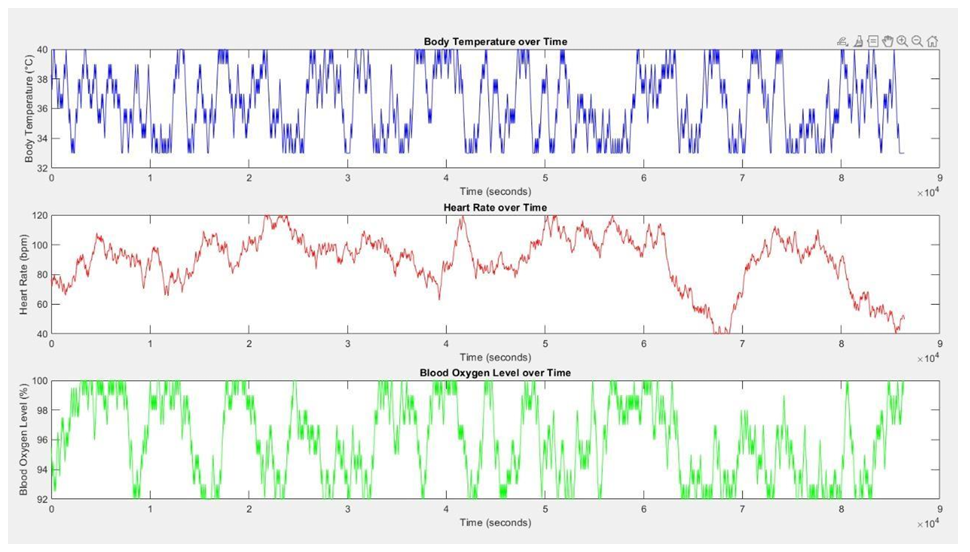 Body Temperature over Time
Body Temperature (°C)
40
38
36
34
32
0 1 2 3 4 5 6 7 8 9
Time (seconds)
×10⁴
Heart Rate over Time
Heart Rate (bpm)
120
100
80
60
40
0 1 2 3 4 5 6 7 8 9
Time (seconds)
×10⁴
Blood Oxygen Level over Time
Blood Oxygen Level (%)
100
98
96
94
92
0 1 2 3 4 5 6 7 8 9
Time (seconds)
×10⁴